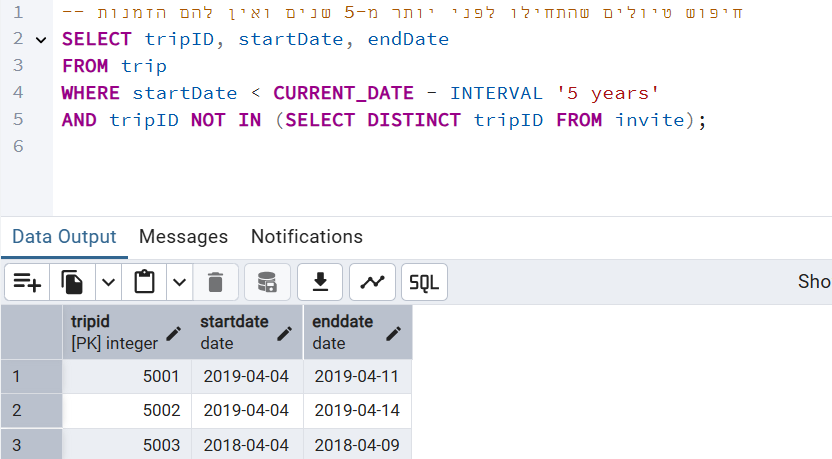 1 -- חיפוש טיולים שהתחילו לפני יותר מ-5 שנים ואין להם הזמנות
2 SELECT tripID, startDate, endDate
3 FROM trip
4 WHERE startDate < CURRENT_DATE - INTERVAL '5 years'
5 AND tripID NOT IN (SELECT DISTINCT tripID FROM invite);
6
Data Output Messages Notifications
SQL Sho
tripid startdate enddate
[PK] integer date date
1 5001 2019-04-04 2019-04-11
2 5002 2019-04-04 2019-04-14
3 5003 2018-04-04 2018-04-09